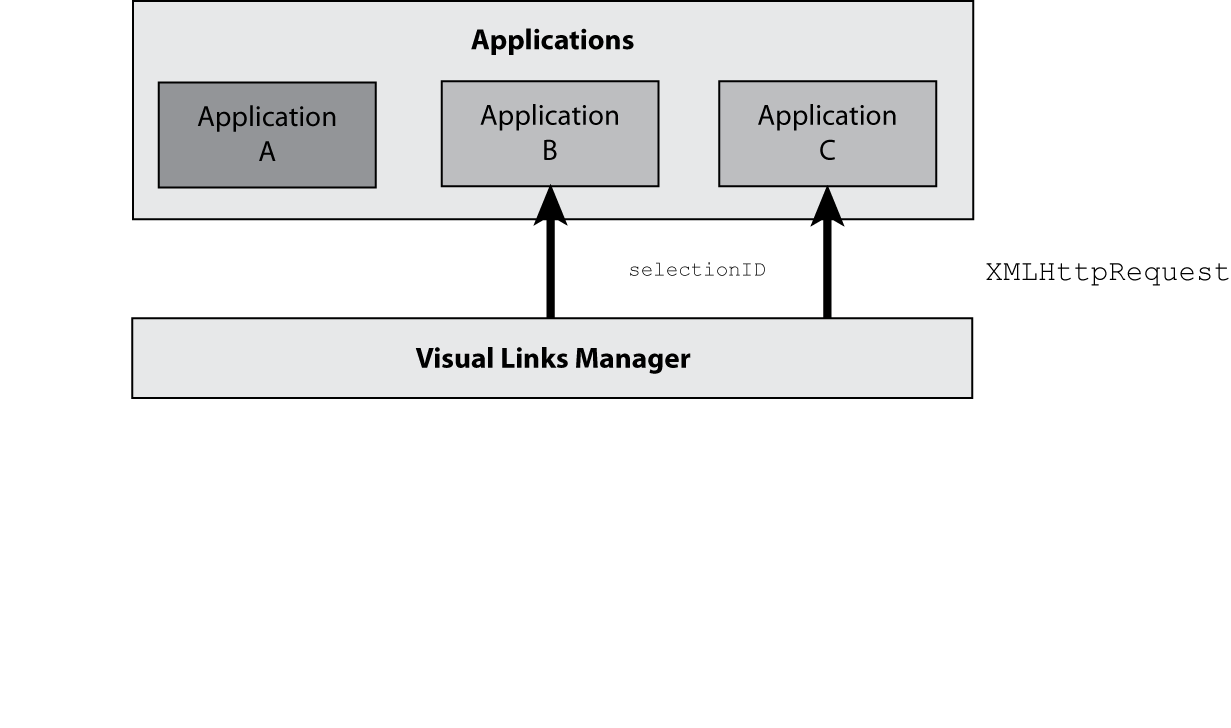 Applications
Application
A
Application
B
Application
C
selectionID
XMLHttpRequest
Visual Links Manager